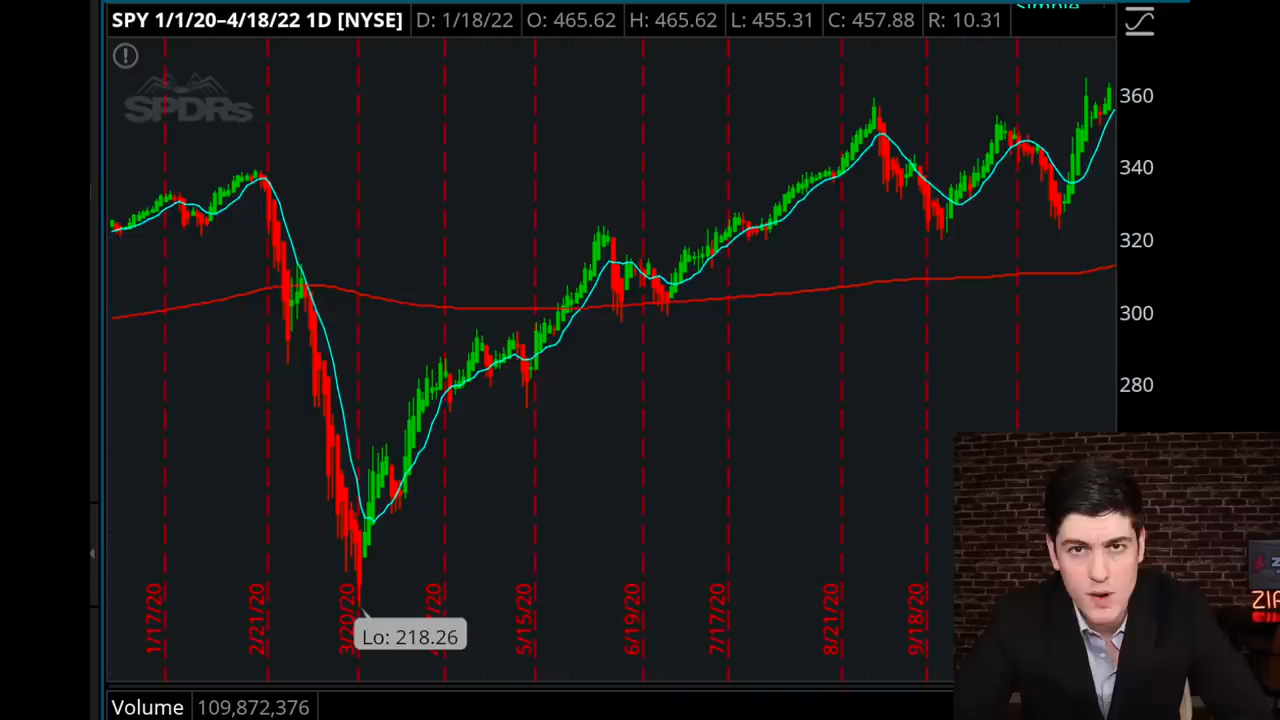 SPY 1/1/20–4/18/22 1D [NYSE] D: 1/18/22 O: 465.62 H: 465.62 L: 455.31 C: 457.88 R: 10.31
SPDRs
360
340
320
300
280
1/17/20 2/21/20 3/20/20 5/15/20 6/19/20 7/17/20 8/21/20 9/18/20
Lo: 218.26
Volume 109,872,376